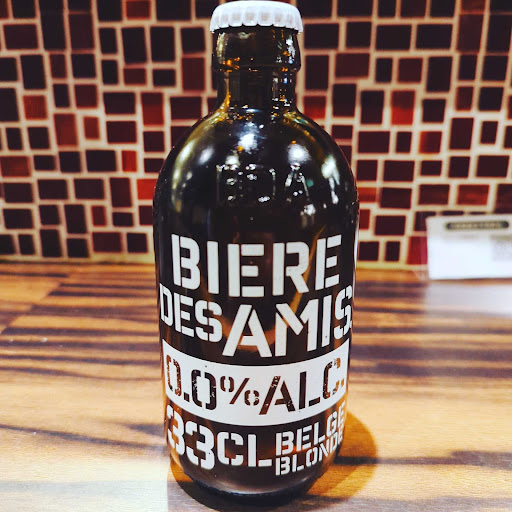 BIERE
DESAMIS
0.0%ALC.
33CL BELGE
BLONDE